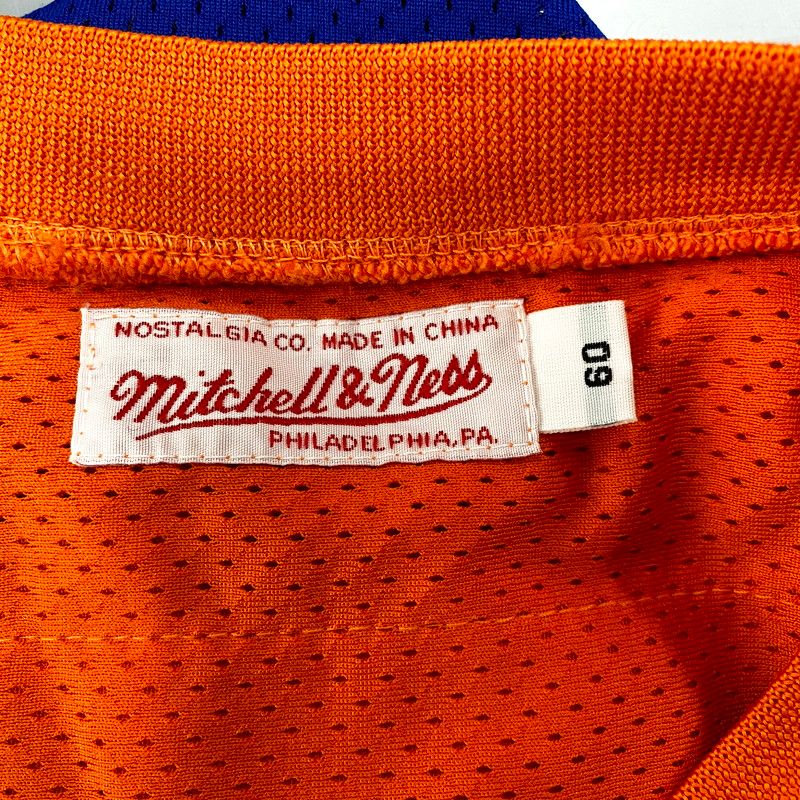 NOSTALGIA CO. MADE IN CHINA
Mitchell & Ness
PHILADELPHIA, PA.
60